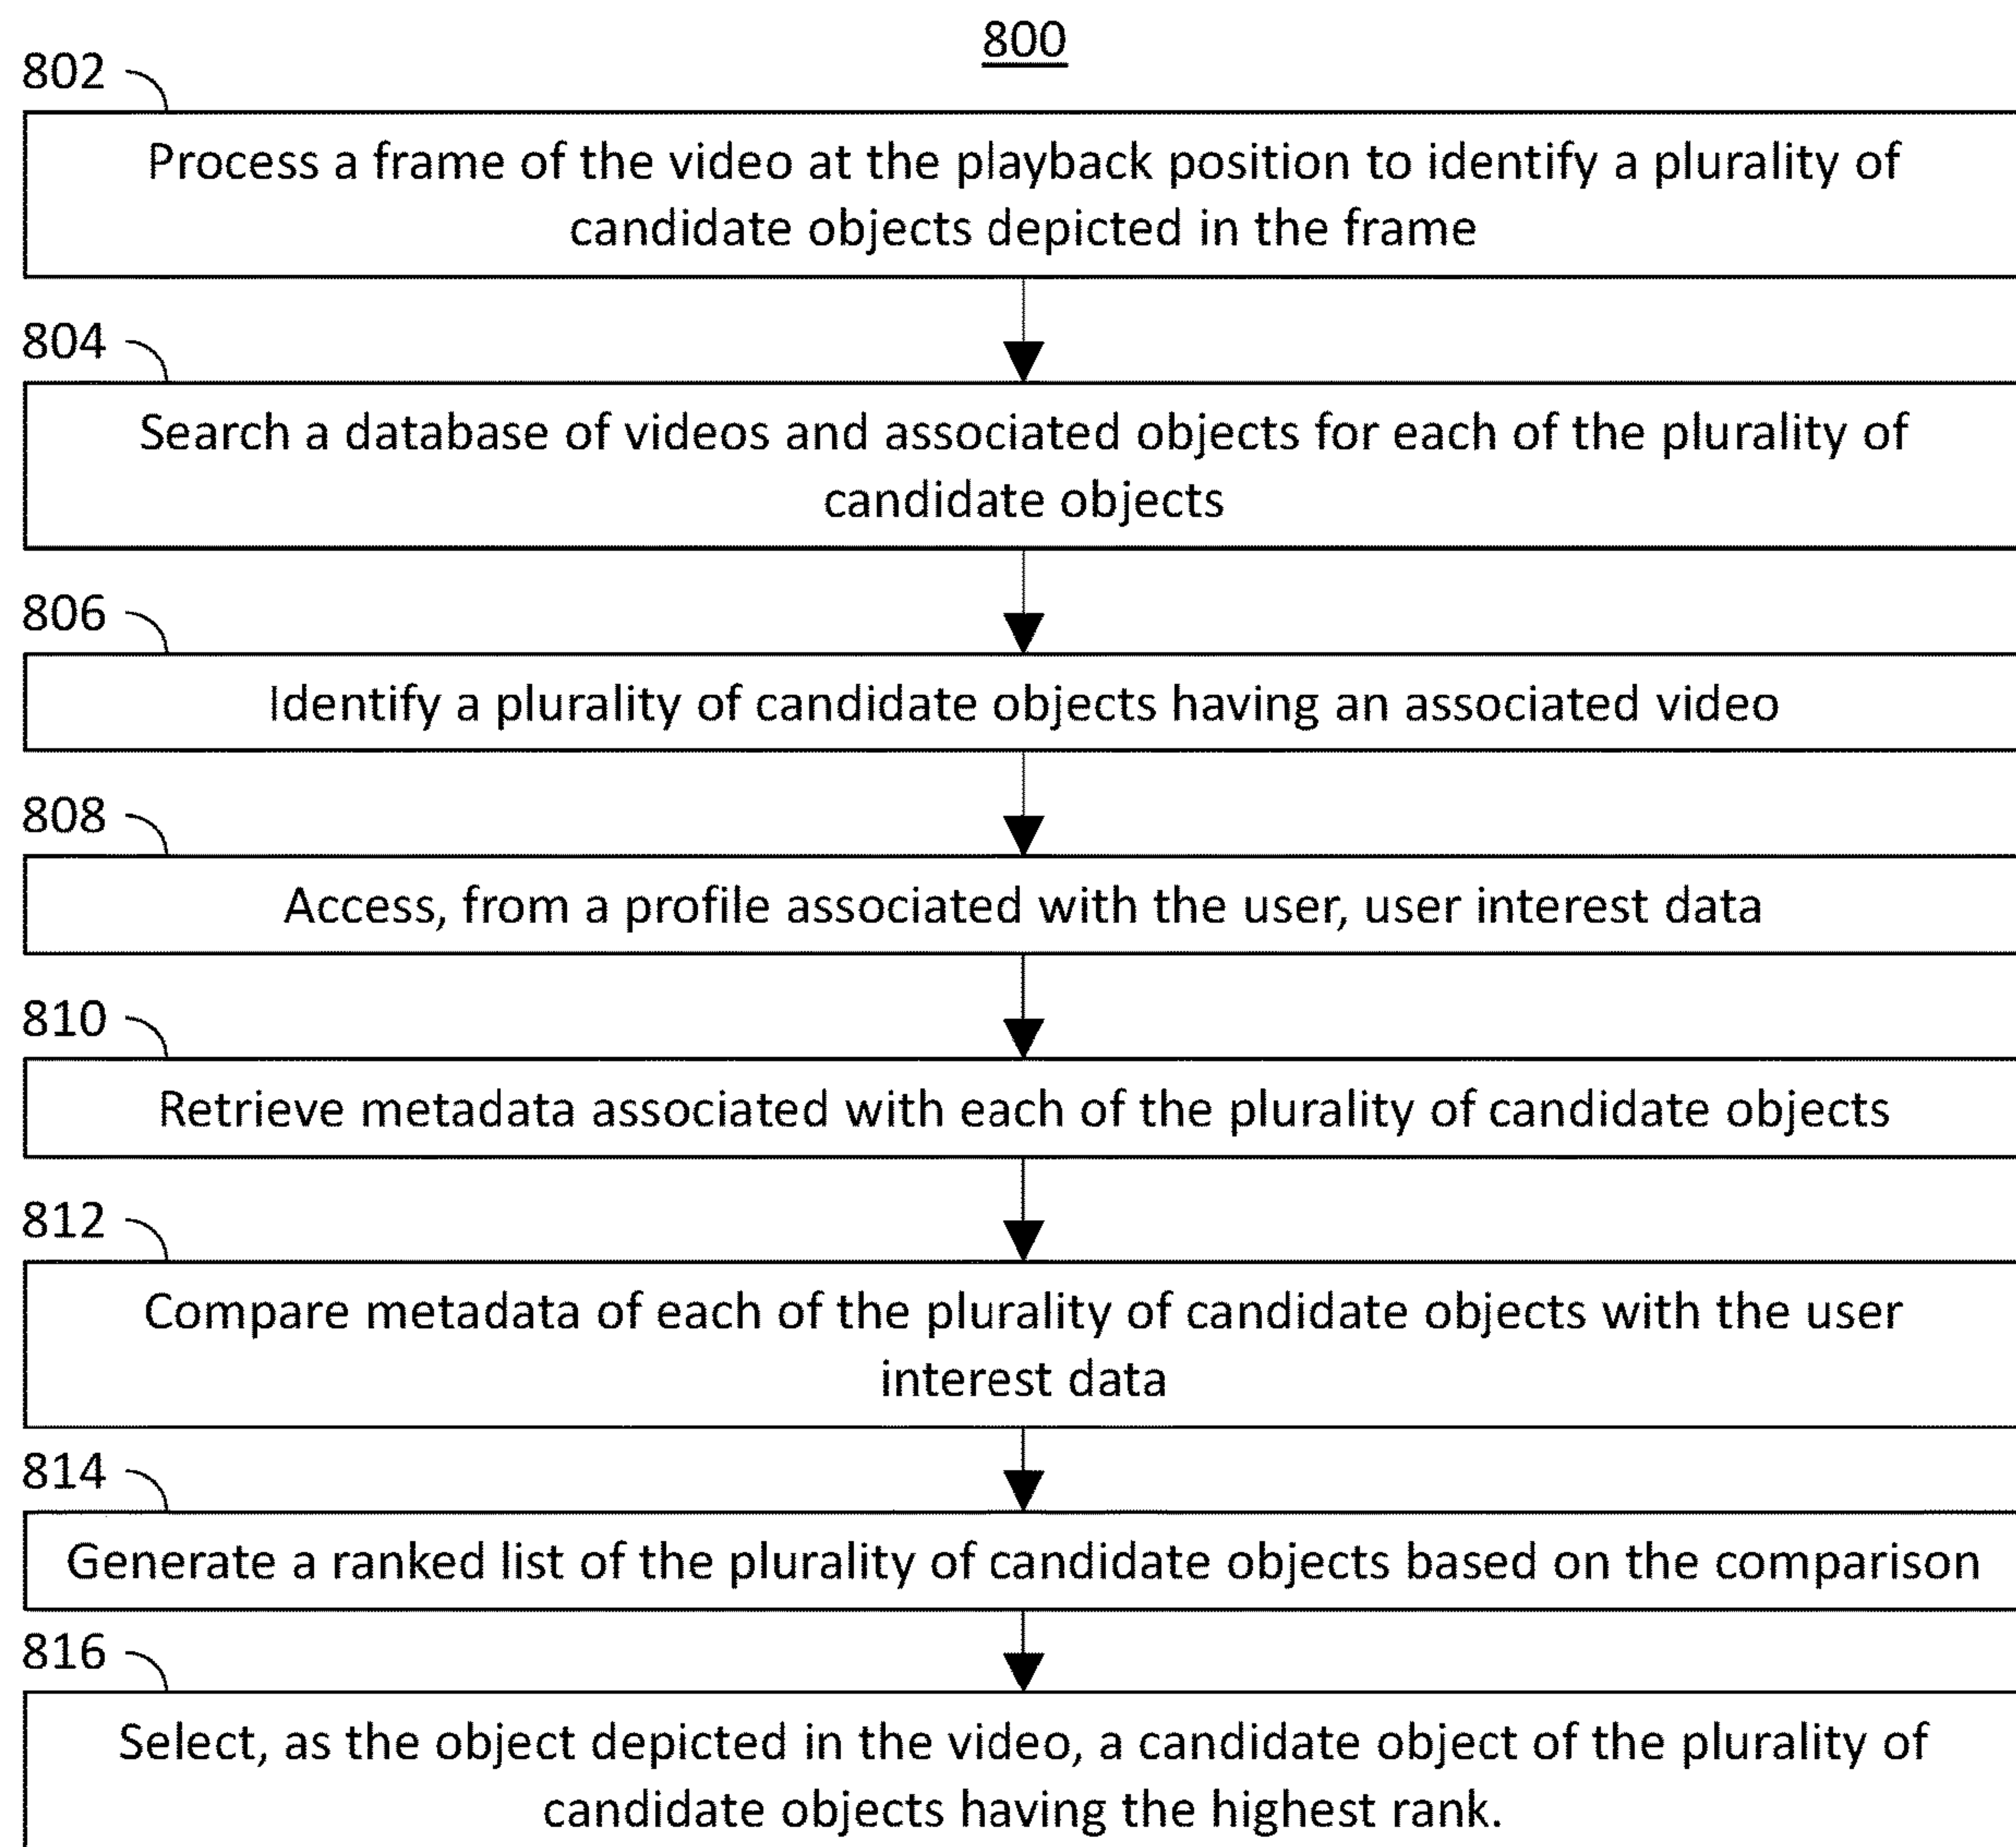 800
802
Process a frame of the video at the playback position to identify a plurality of
candidate objects depicted in the frame
804
Search a database of videos and associated objects for each of the plurality of
candidate objects
806
Identify a plurality of candidate objects having an associated video
808
Access, from a profile associated with the user, user interest data
810
Retrieve metadata associated with each of the plurality of candidate objects
812
Compare metadata of each of the plurality of candidate objects with the user
interest data
814
Generate a ranked list of the plurality of candidate objects based on the comparison
816
Select, as the object depicted in the video, a candidate object of the plurality of
candidate objects having the highest rank.